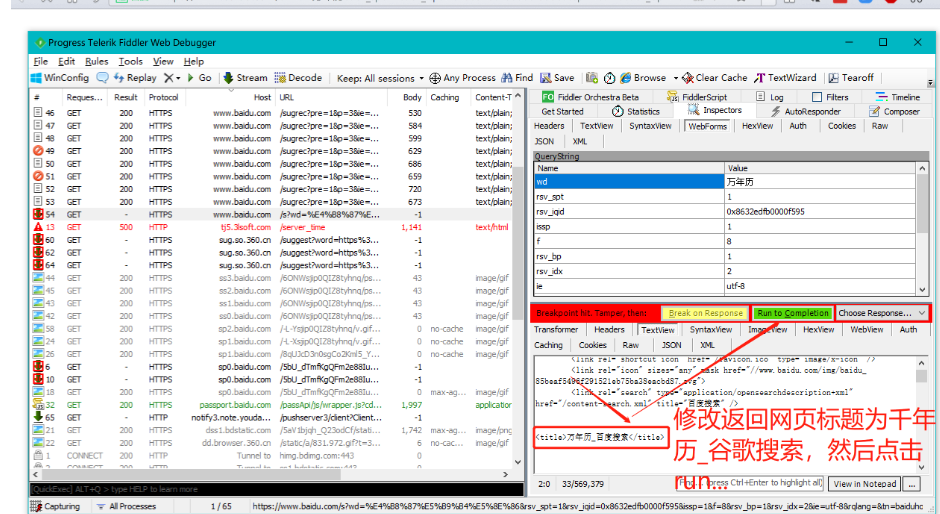 Progress Telerik Fiddler Web Debugger
File Edit Rules Tools View Help
WinConfig Replay Go Stream Decode Keep: All sessions Any Process Find Save Browse Clear Cache TextWizard Tearoff
# Reques... Result Protocol Host URL Body Caching Content-T
46 GET 200 HTTPS www.baidu.com /sugrec?pre=1&p=3&ie=... 530 text/plain;
47 GET 200 HTTPS www.baidu.com /sugrec?pre=1&p=3&ie=... 584 text/plain;
48 GET 200 HTTPS www.baidu.com /sugrec?pre=1&p=3&ie=... 599 text/plain;
49 GET 200 HTTPS www.baidu.com /sugrec?pre=1&p=3&ie=... 629 text/plain;
50 GET 200 HTTPS www.baidu.com /sugrec?pre=1&p=3&ie=... 686 text/plain;
51 GET 200 HTTPS www.baidu.com /sugrec?pre=1&p=3&ie=... 659 text/plain;
52 GET 200 HTTPS www.baidu.com /sugrec?pre=1&p=3&ie=... 720 text/plain;
53 GET 200 HTTPS www.baidu.com /sugrec?pre=1&p=3&ie=... 673 text/plain;
54 GET - HTTPS www.baidu.com /s?wd=%E4%B8%87%E... -1
13 GET 500 HTTP tj5.3lsoft.com /server_time 1,141 text/html
60 GET - HTTPS sug.so.360.cn /suggest?word=https%3... -1
62 GET - HTTPS sug.so.360.cn /suggest?word=https%3... -1
64 GET - HTTPS sug.so.360.cn /suggest?word=https%3... -1
44 GET 200 HTTPS ss3.baidu.com /6ONWsjip0QIZ8tyhnq/ps... 43 image/gif
45 GET 200 HTTPS ss2.baidu.com /6ONWsjip0QIZ8tyhnq/ps... 43 image/gif
43 GET 200 HTTPS ss1.baidu.com /6ONWsjip0QIZ8tyhnq/ps... 43 image/gif
42 GET 200 HTTPS ss0.baidu.com /6ONWsjip0QIZ8tyhnq/ps... 43 image/gif
58 GET 200 HTTPS sp2.baidu.com /-L-Ysjip0QIZ8tyhnq/v.gif... 0 no-cache image/gif
24 GET 200 HTTPS sp1.baidu.com /-L-Xsjip0QIZ8tyhnq/v.gif... 0 no-cache image/gif
26 GET 200 HTTPS sp1.baidu.com /8qUJcD3n0sgCo2Kml5_Y... 0 no-cache image/gif
6 GET - HTTPS sp0.baidu.com /5bU_dTmfKgQFm2e88Iu... -1
10 GET - HTTPS sp0.baidu.com /5bU_dTmfKgQFm2e88Iu... -1
18 GET 200 HTTPS sp0.baidu.com /5bU_dTmfKgQFm2e88Iu... 0 max-ag... image/gif
32 GET 200 HTTPS passport.baidu.com /passApi/js/wrapper.js?cd... 1,997 application
65 GET - HTTP notify3.note.youda... /pushserver3/client?Client... -1
21 GET 200 HTTPS dss1.bdstatic.com /5aV1bjqh_Q23odCf/stati... 1,742 max-ag... image/png
22 GET 200 HTTPS dd.browser.360.cn /static/a/831.972.gif?t=3... 6 no-cac... image/gif
1 CONNECT 200 HTTP Tunnel to himg.bdimg.com:443 0
[QuickExec] ALT+Q > type HELP to learn more
Fiddler Orchestra Beta FiddlerScript Log Filters Timeline
Get Started Statistics Inspectors AutoResponder Composer
Headers TextView SyntaxView WebForms HexView Auth Cookies Raw
JSON XML
QueryString
Name Value
wd 万年历
rsv_spt 1
rsv_iqid 0x8632edfb0000f595
issp 1
f 8
rsv_bp 1
rsv_idx 2
ie utf-8
Breakpoint hit. Tamper, then: Break on Response Run to Completion Choose Response...
Transformer Headers TextView SyntaxView ImageView HexView WebView Auth
Caching Cookies Raw JSON XML
<link rel="shortcut icon" href="/favicon.ico" type="image/x-icon" />
<link rel="icon" sizes="any" mask href="//www.baidu.com/img/baidu_
85beaf5496f291521eb75ba38eacbd87.svg">
<link rel="search" type="application/opensearchdescription+xml"
href="/content-search.xml" title="百度搜索" />
<title>万年历_百度搜索</title>
修改返回网页标题为千年
历_谷歌搜索，然后点击
run...
2:0 33/569,379 Find... (press Ctrl+Enter to highlight all) View in Notepad ...
Capturing All Processes 1 / 65 https://www.baidu.com/s?wd=%E4%B8%87%E5%B9%B4%E5%8E%86&rsv_spt=1&rsv_iqid=0x8632edfb0000f595&issp=1&f=8&rsv_bp=1&rsv_idx=2&ie=utf-8&rqlang=&tn=baiduhc